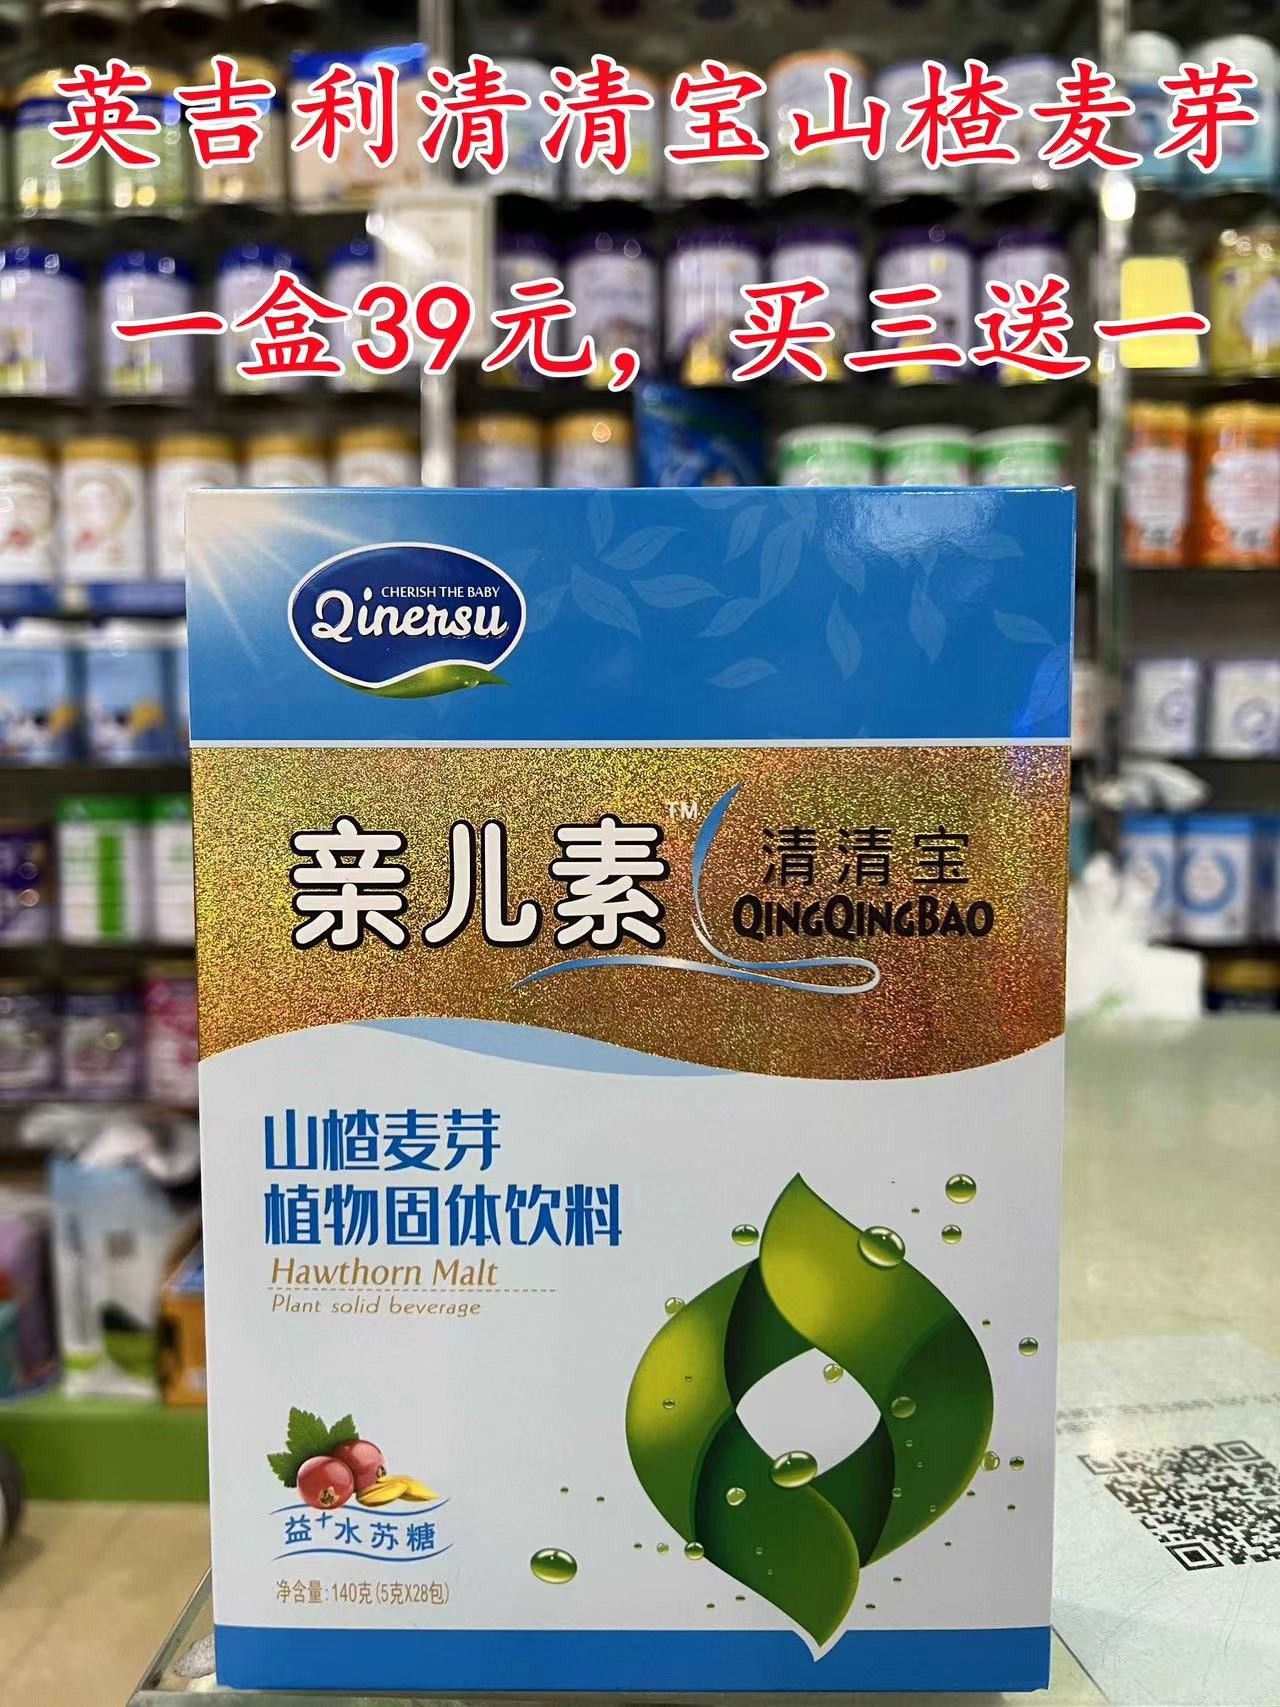 英吉利清清宝山楂麦芽
一盒39元，买三送一
CHERISH THE BABY
Qinersu
亲儿素™
清清宝
QINGQINGBAO
山楂麦芽
植物固体饮料
Hawthorn Malt
Plant solid beverage
益+水苏糖
净含量:140克(5克X28包)